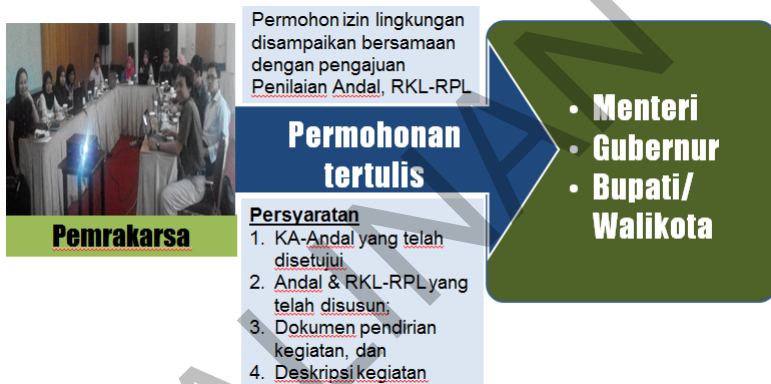 Permohon izin lingkungan
disampaikan bersamaan
dengan pengajuan
Penilaian Andal, RKL-RPL
Permohonan
tertulis
Pemrakarsa
Persyaratan
1. KA-Andal yang telah
disetujui
2. Andal & RKL-RPL yang
telah disusun;
3. Dokumen pendirian
kegiatan, dan
4. Deskripsi kegiatan
• Menteri
• Gubernur
• Bupati/
Walikota
ALINAN